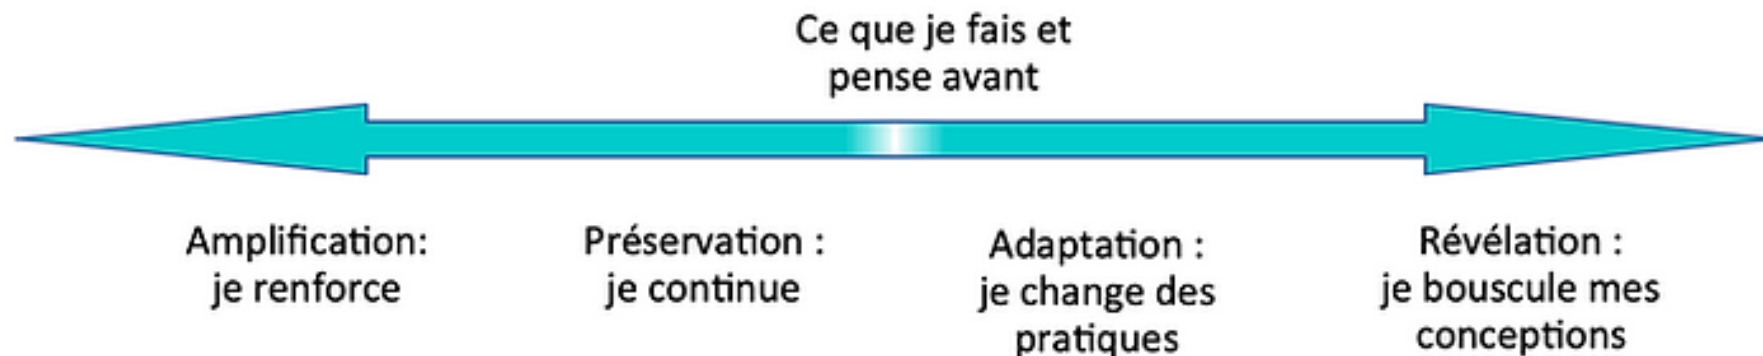 Ce que je fais et
pense avant
Amplification:
je renforce
Préservation :
je continue
Adaptation :
je change des
pratiques
Révélation :
je bouscule mes
conceptions